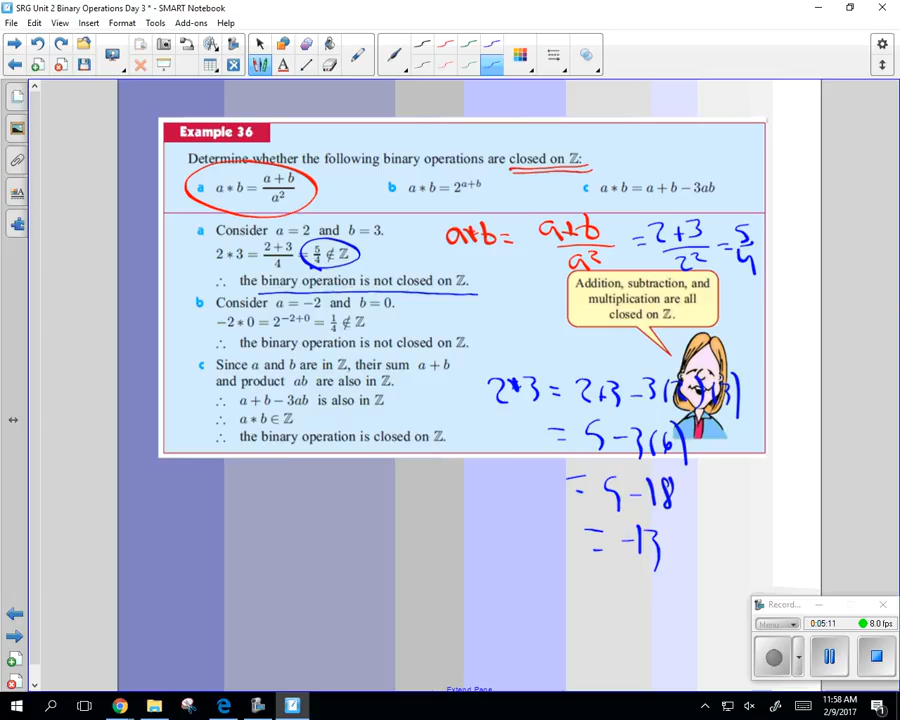 SRG Unit 2 Binary Operations Day 3 * - SMART Notebook
File Edit View Insert Format Tools Add-ons Help
Example 36
Determine whether the following binary operations are closed on ℤ:
a a ∗ b = (a + b)/a²
b a ∗ b = 2^(a+b)
c a ∗ b = a + b − 3ab
a Consider a = 2 and b = 3.
2 ∗ 3 = (2 + 3)/4 = 5/4 ∉ ℤ
∴ the binary operation is not closed on ℤ.
a*b = (a+b)/a² = (2+3)/2² = 5/4
Addition, subtraction, and
multiplication are all
closed on ℤ.
b Consider a = −2 and b = 0.
−2 ∗ 0 = 2^(−2+0) = 1/4 ∉ ℤ
∴ the binary operation is not closed on ℤ.
c Since a and b are in ℤ, their sum a + b
and product ab are also in ℤ.
∴ a + b − 3ab is also in ℤ
∴ a ∗ b ∈ ℤ
∴ the binary operation is closed on ℤ.
2*3 = 2+3 −3(2)(3)
= 5 −3(6)
= 5 −18
= −13
Record...
Menu
0:05:11
8.0 fps
Extend Page
11:58 AM
2/9/2017